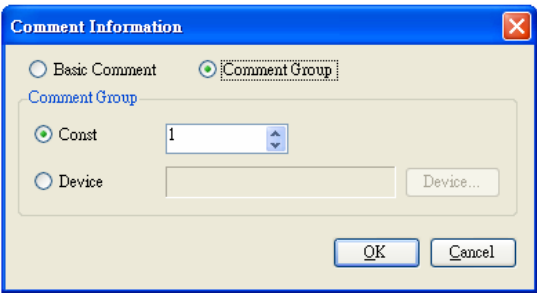 Comment Information
Basic Comment Comment Group
Comment Group
Const 1
Device Device...
OK Cancel